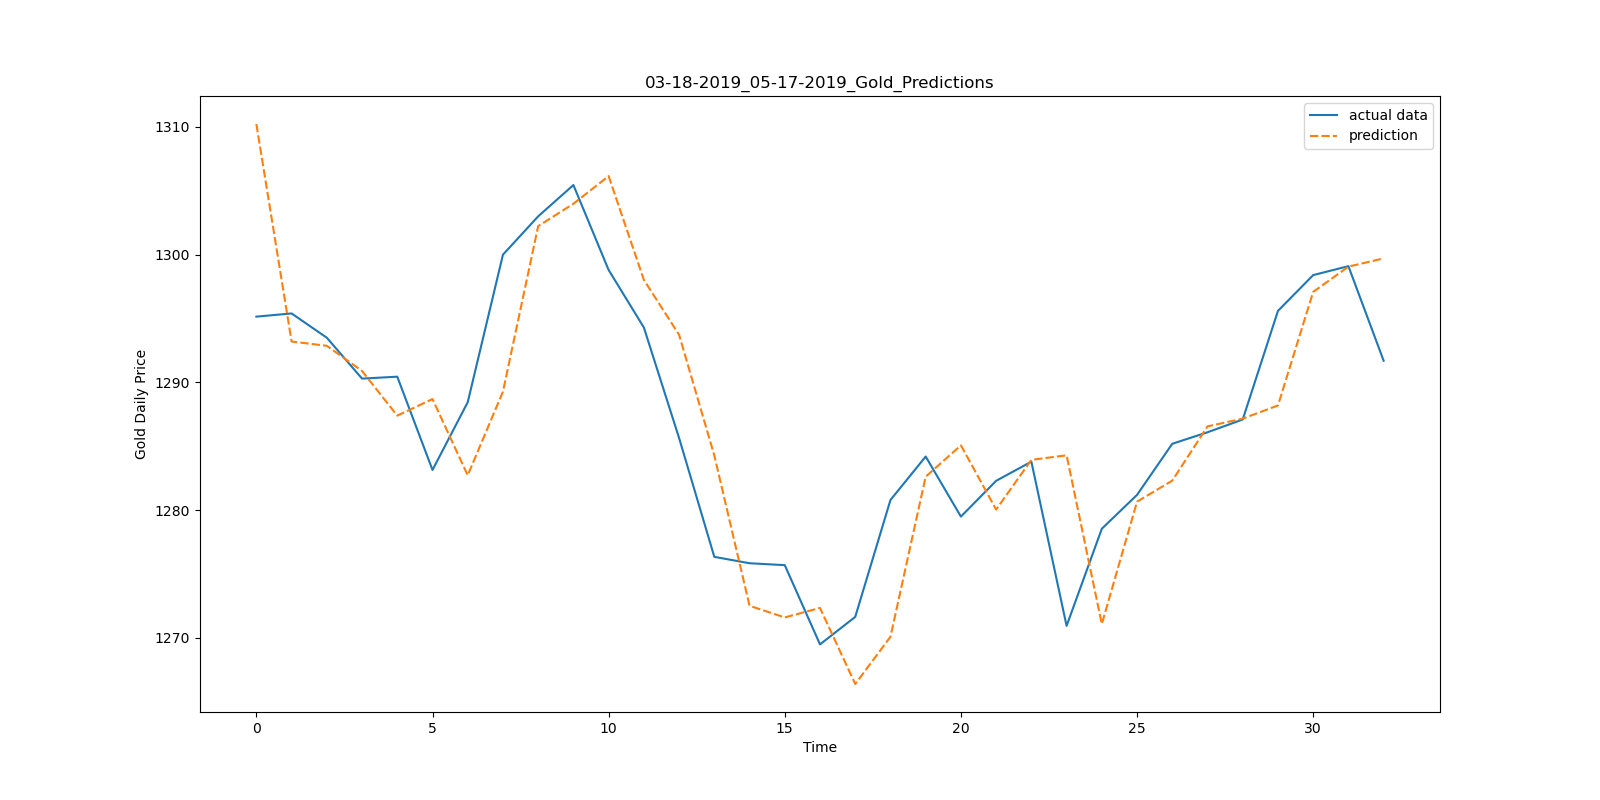 03-18-2019_05-17-2019_Gold_Predictions
actual data
prediction
Gold Daily Price
1310
1300
1290
1280
1270
0 5 10 15 20 25 30
Time